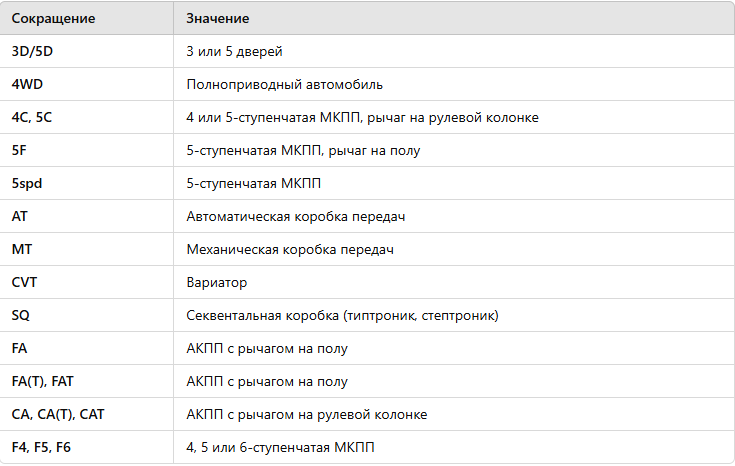 Сокращение Значение
3D/5D 3 или 5 дверей
4WD Полноприводный автомобиль
4C, 5C 4 или 5-ступенчатая МКПП, рычаг на рулевой колонке
5F 5-ступенчатая МКПП, рычаг на полу
5spd 5-ступенчатая МКПП
AT Автоматическая коробка передач
MT Механическая коробка передач
CVT Вариатор
SQ Секвентальная коробка (типтроник, стептроник)
FA АКПП с рычагом на полу
FA(T), FAT АКПП с рычагом на полу
CA, CA(T), CAT АКПП с рычагом на рулевой колонке
F4, F5, F6 4, 5 или 6-ступенчатая МКПП